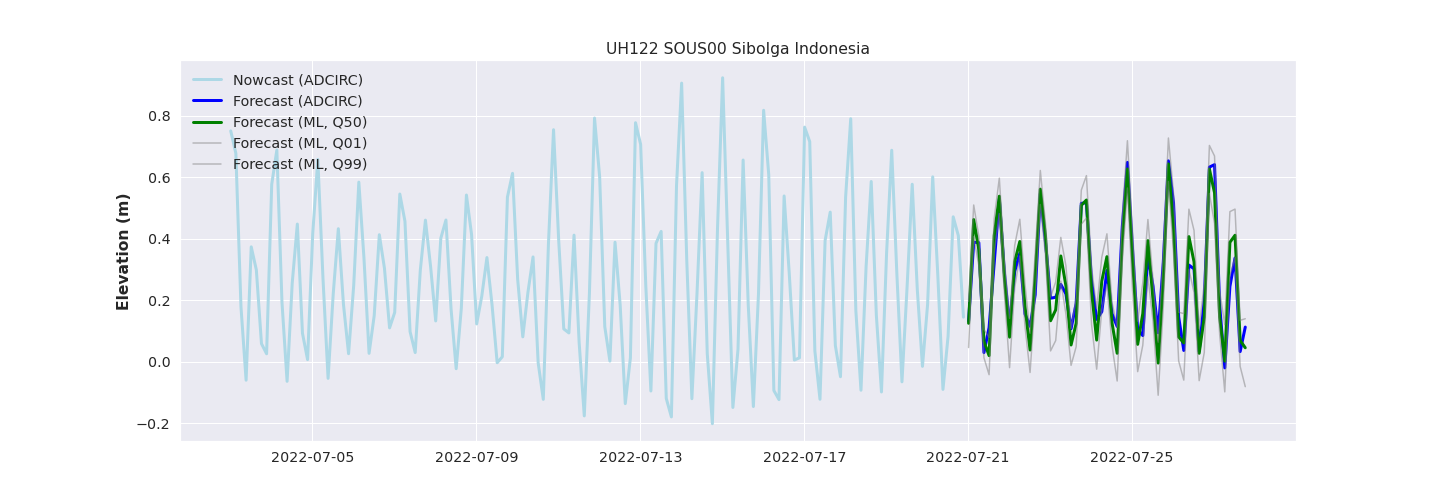 UH122 SOUS00 Sibolga Indonesia
Nowcast (ADCIRC)
Forecast (ADCIRC)
Forecast (ML, Q50)
Forecast (ML, Q01)
Forecast (ML, Q99)
Elevation (m)
0.8
0.6
0.4
0.2
0.0
−0.2
2022-07-05 2022-07-09 2022-07-13 2022-07-17 2022-07-21 2022-07-25